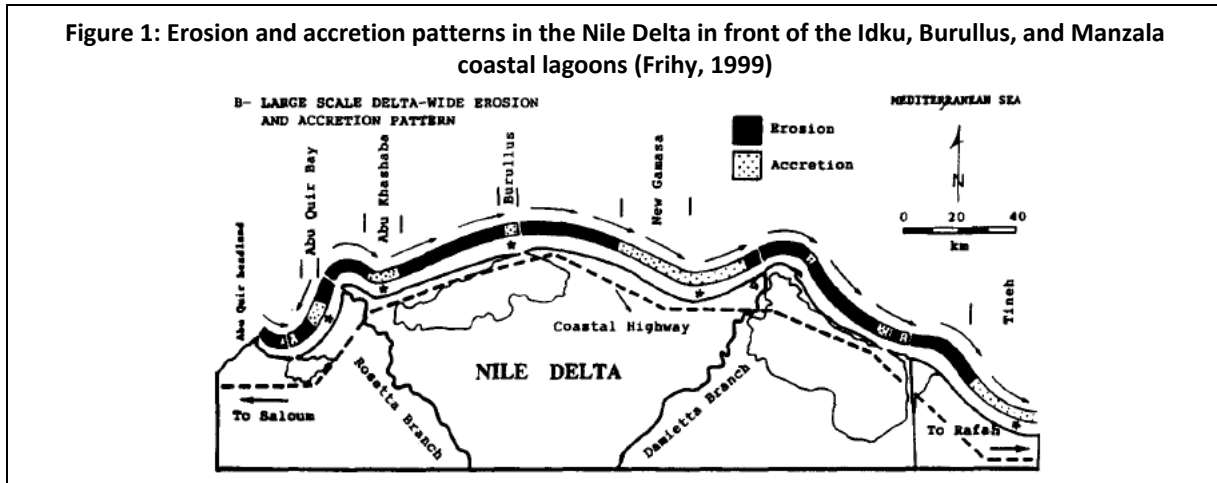 Figure 1: Erosion and accretion patterns in the Nile Delta in front of the Idku, Burullus, and Manzala
coastal lagoons (Frihy, 1999)
B- LARGE SCALE DELTA-WIDE EROSION
AND ACCRETION PATTERN
MEDITERRANEAN SEA
Erosion
Accretion
N
0 20 40
km
Abu Quir headland
Abu Quir Bay
Abu Khashaba
Burullus
New Gamasa
Tineh
Coastal Highway
NILE DELTA
Rosetta Branch
Damietta Branch
To Saloum
To Rafah